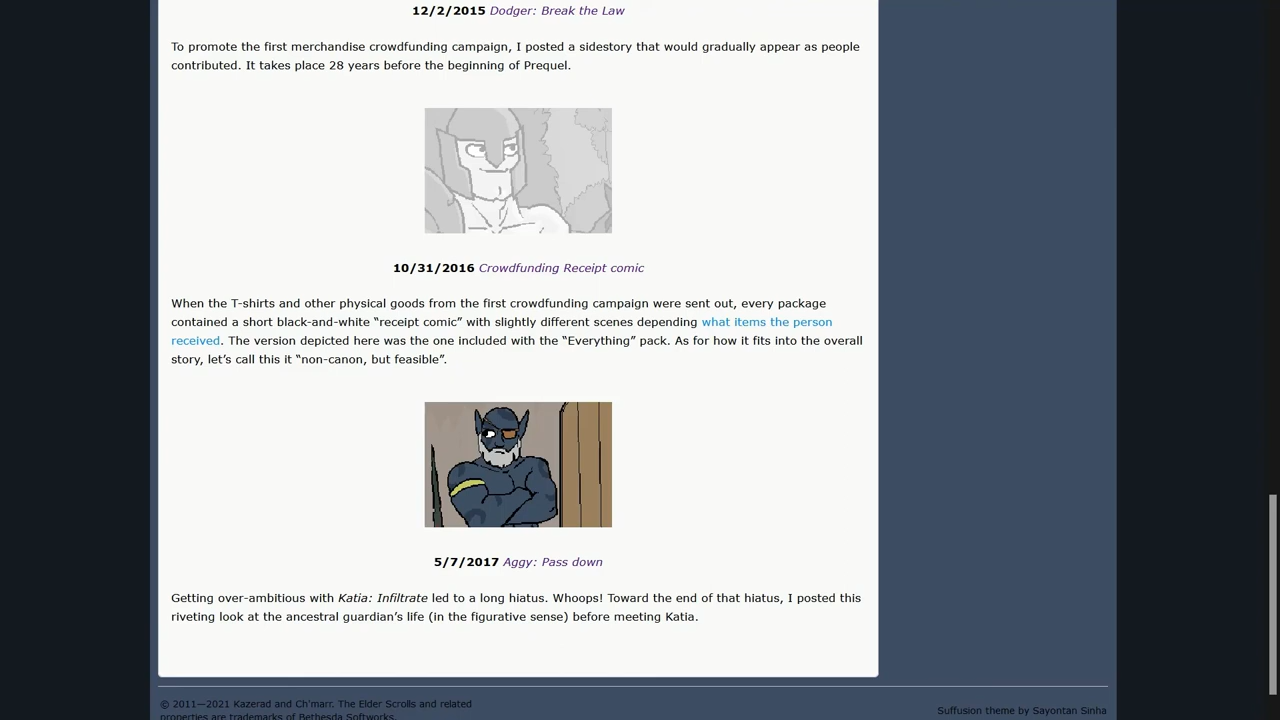 12/2/2015 Dodger: Break the Law
To promote the first merchandise crowdfunding campaign, I posted a sidestory that would gradually appear as people
contributed. It takes place 28 years before the beginning of Prequel.
10/31/2016 Crowdfunding Receipt comic
When the T-shirts and other physical goods from the first crowdfunding campaign were sent out, every package
contained a short black-and-white “receipt comic” with slightly different scenes depending what items the person
received. The version depicted here was the one included with the “Everything” pack. As for how it fits into the overall
story, let’s call this it “non-canon, but feasible”.
5/7/2017 Aggy: Pass down
Getting over-ambitious with Katia: Infiltrate led to a long hiatus. Whoops! Toward the end of that hiatus, I posted this
riveting look at the ancestral guardian’s life (in the figurative sense) before meeting Katia.
© 2011—2021 Kazerad and Ch'marr. The Elder Scrolls and related
properties are trademarks of Bethesda Softworks.
Suffusion theme by Sayontan Sinha